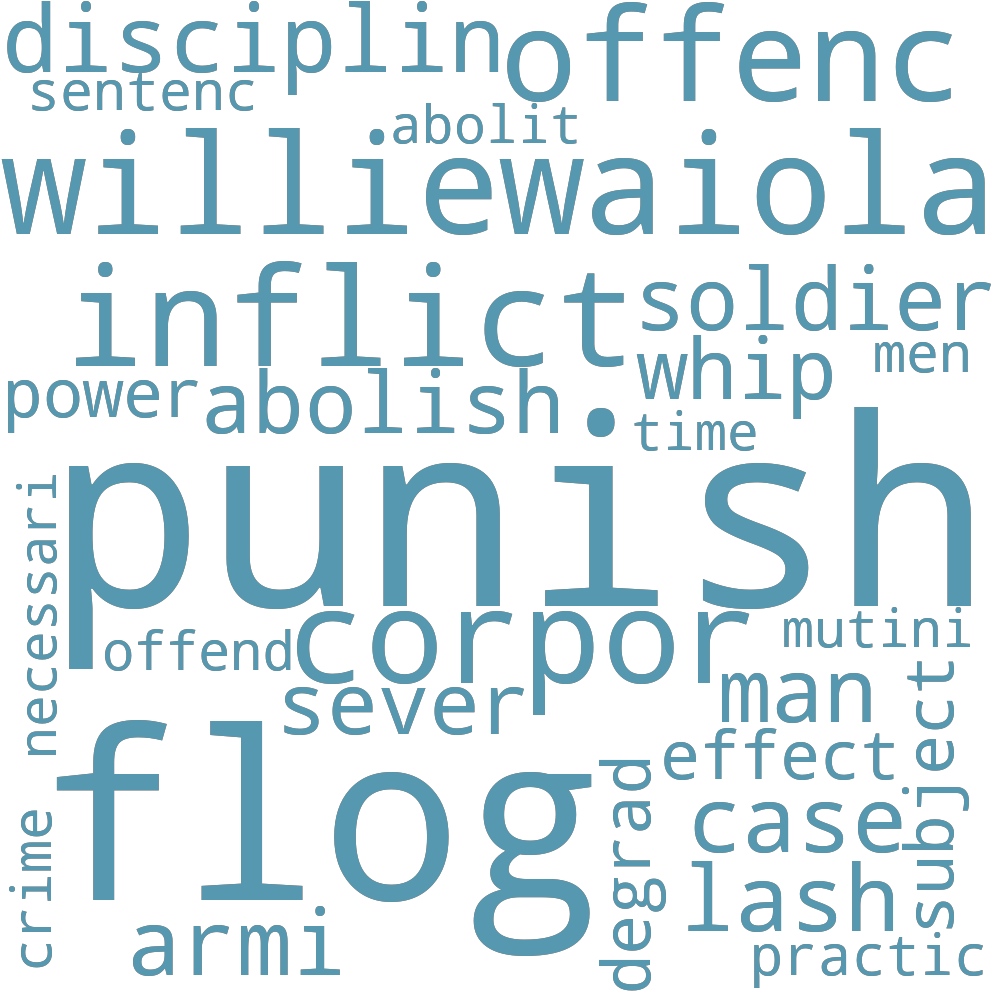 disciplin offenc
sentenc
abolit
williewaiola
inflict soldier
whip men
power abolish
time
punish
necessari
corpor mutini
offend
sever man
subject
effect
flog
degrad
case
crime
lash
armi
practic